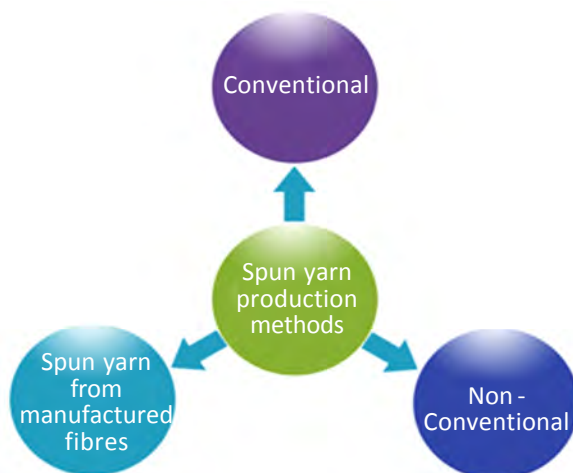 Conventional
Spun yarn
production
methods
Spun yarn
from
manufactured
fibres
Non -
Conventional